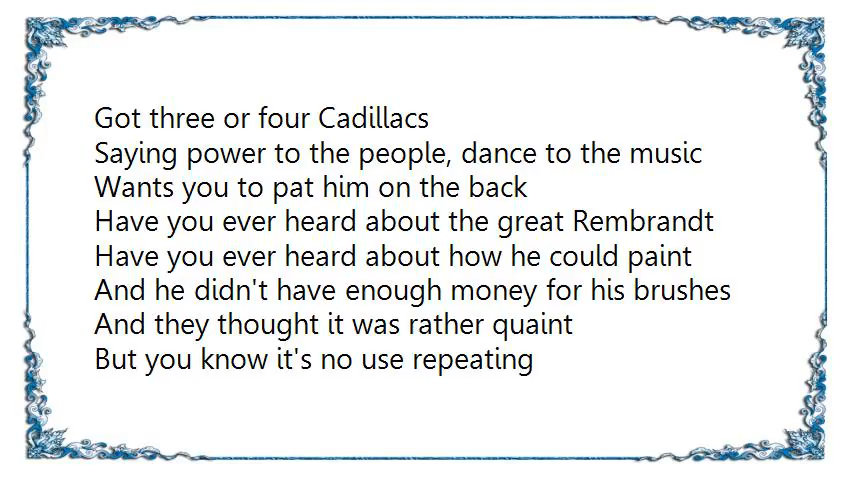 Got three or four Cadillacs
Saying power to the people, dance to the music
Wants you to pat him on the back
Have you ever heard about the great Rembrandt
Have you ever heard about how he could paint
And he didn't have enough money for his brushes
And they thought it was rather quaint
But you know it's no use repeating